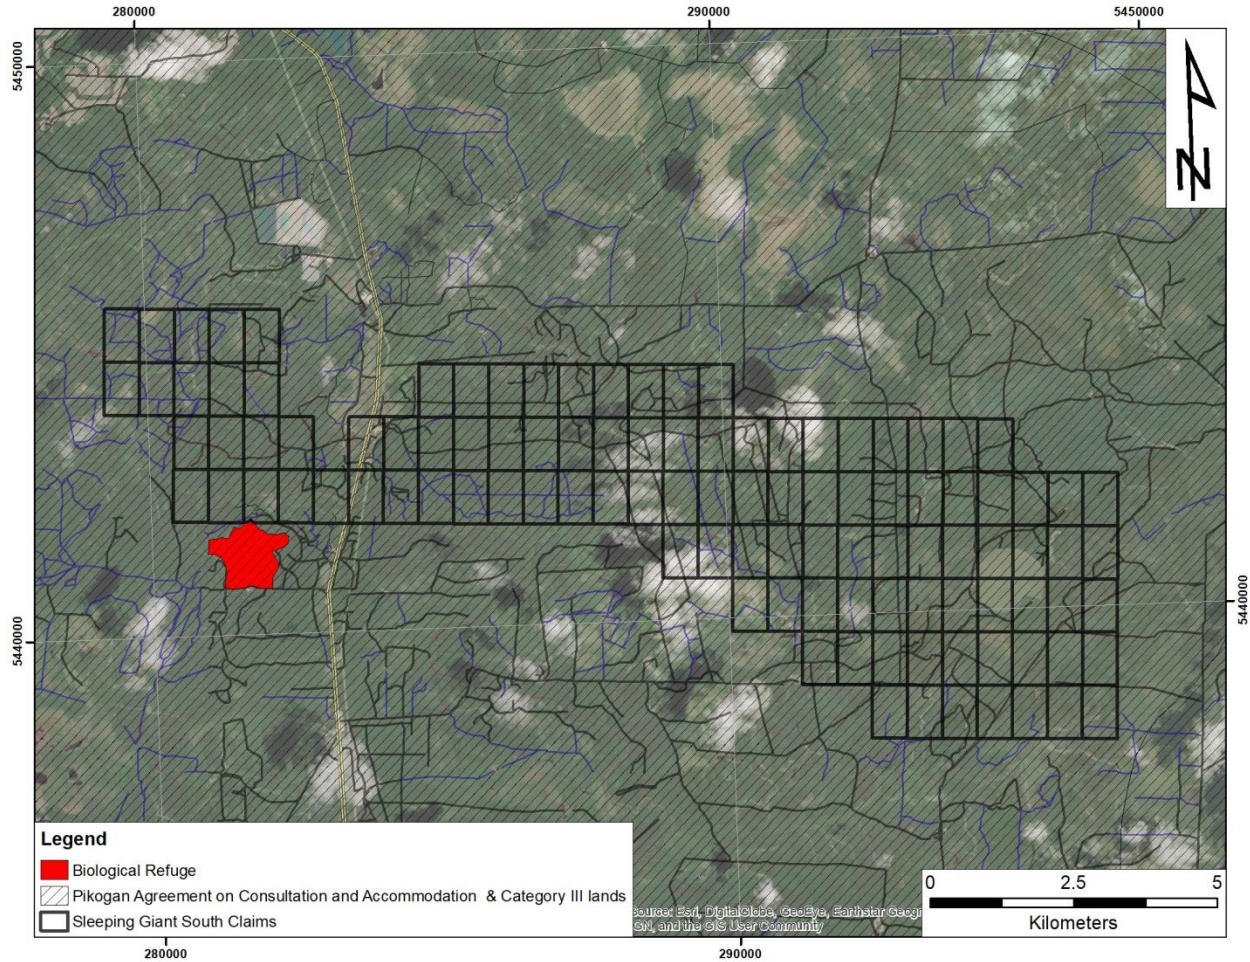 280000
290000
5450000
5450000
N
5440000
5440000
Legend
Biological Refuge
Pikogan Agreement on Consultation and Accommodation & Category III lands
Sleeping Giant South Claims
Source: Esri, DigitalGlobe, GeoEye, Earthstar Geogr
GN, and the GIS User Community
0 2.5 5
Kilometers
280000
290000